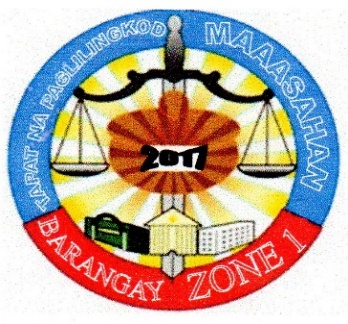 TAPAT NA PAGLILINGKOD MAAASAHAN
2017
BARANGAY ZONE 1